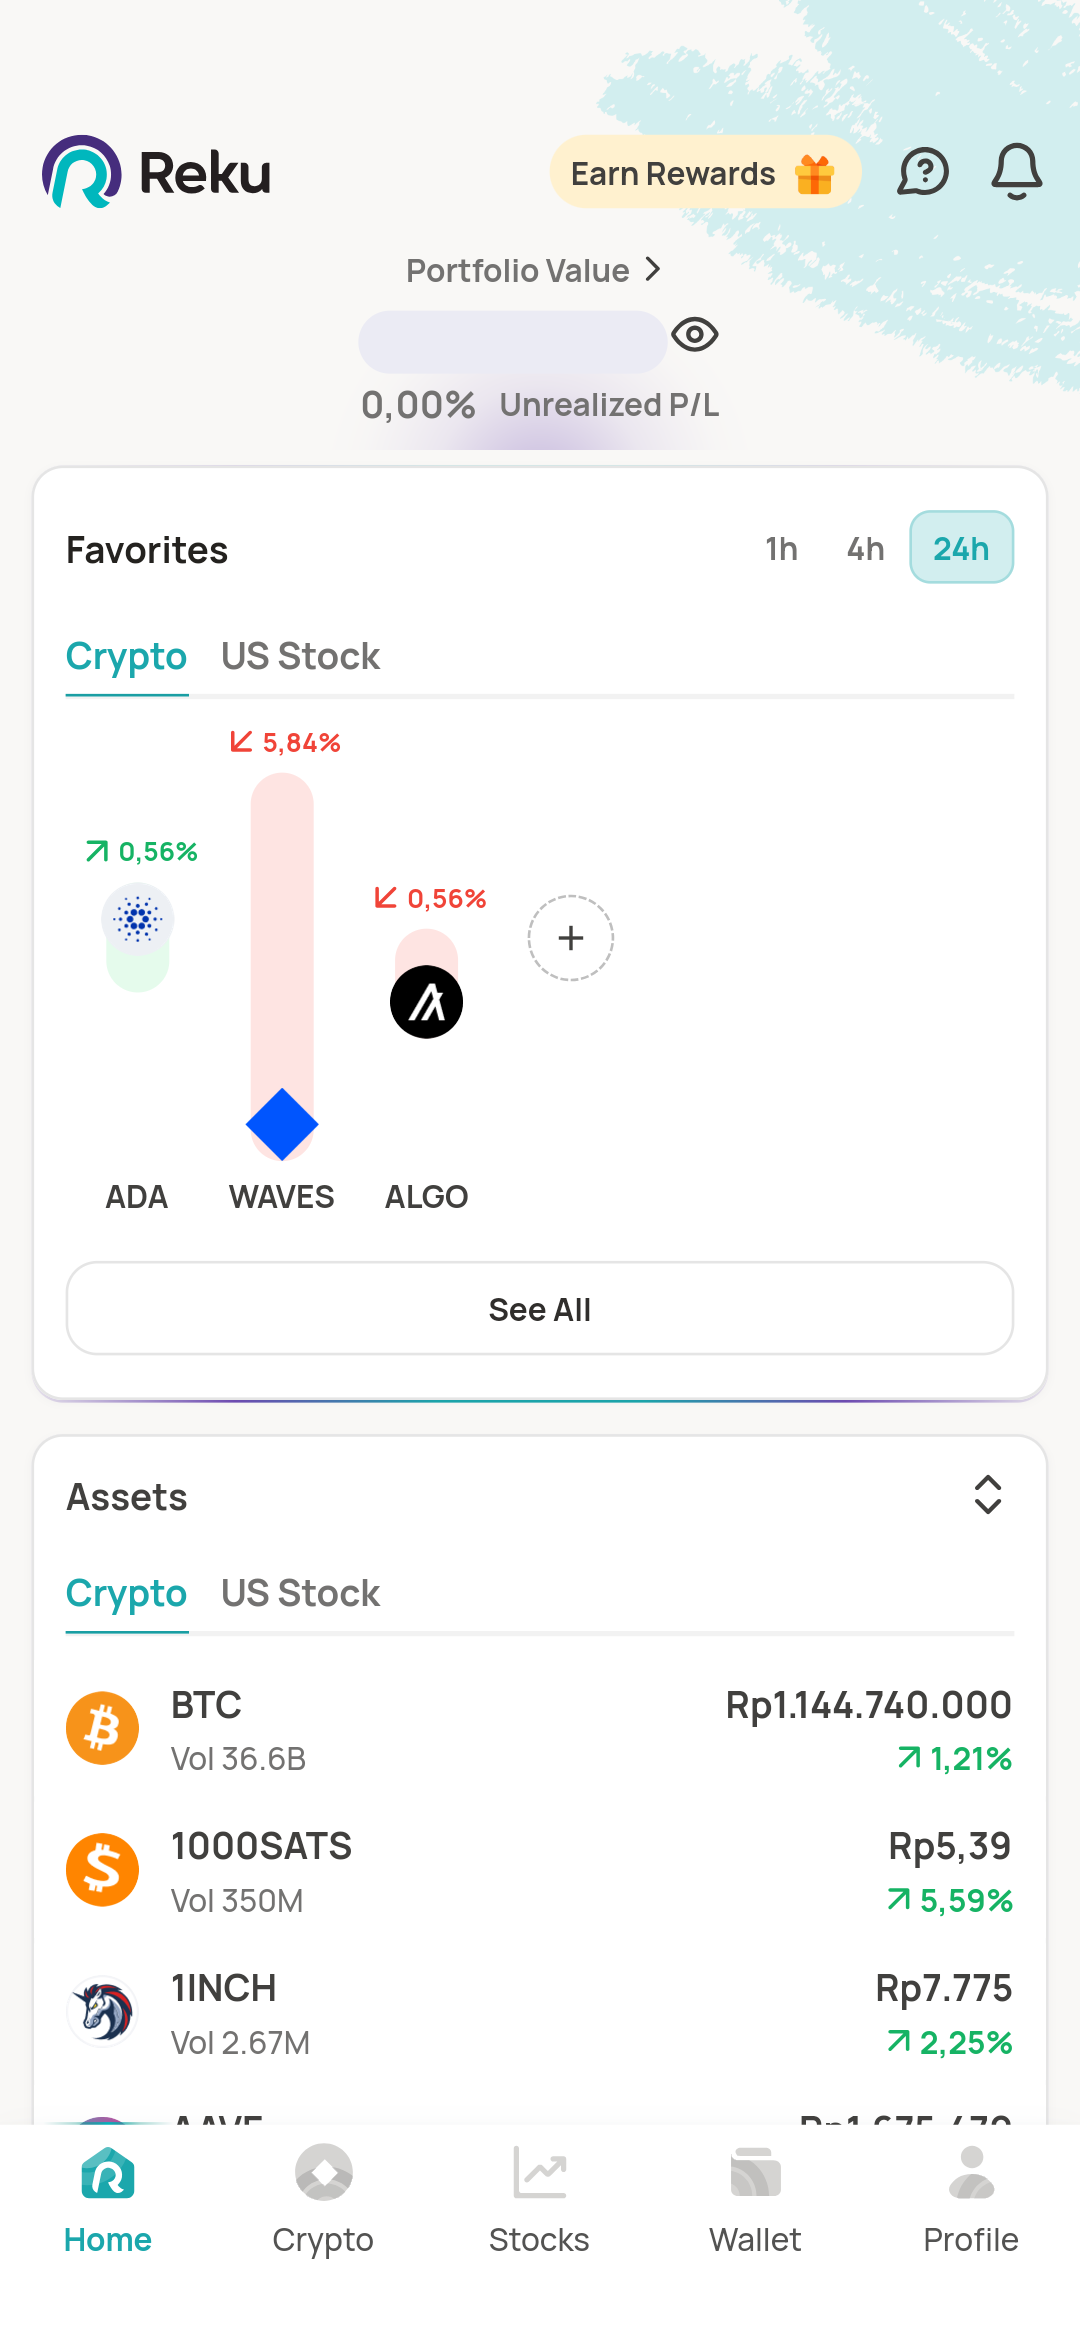 Reku
Earn Rewards
Portfolio Value
0,00% Unrealized P/L
Favorites
1h 4h 24h
Crypto US Stock
5,84%
0,56%
0,56%
ADA WAVES ALGO
See All
Assets
Crypto US Stock
BTC Rp1.144.740.000
Vol 36.6B 1,21%
1000SATS Rp5,39
Vol 350M 5,59%
1INCH Rp7.775
Vol 2.67M 2,25%
AAVE
Home Crypto Stocks Wallet Profile